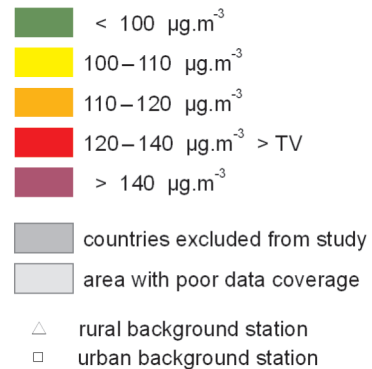 < 100 µg.m⁻³
100–110 µg.m⁻³
110–120 µg.m⁻³
120–140 µg.m⁻³ > TV
> 140 µg.m⁻³
countries excluded from study
area with poor data coverage
rural background station
urban background station